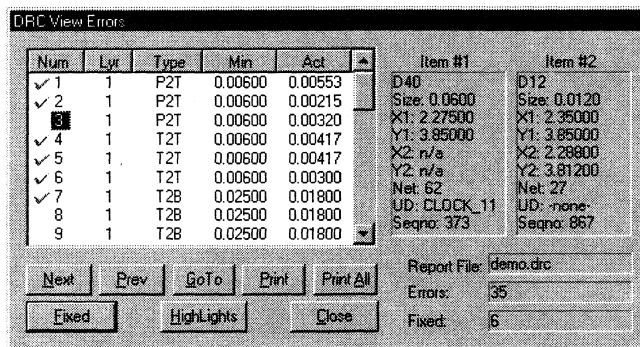 DRC View Errors
Num Lyr Type Min Act
1 1 P2T 0.00600 0.00553
2 1 P2T 0.00600 0.00215
3 1 P2T 0.00600 0.00320
4 1 T2T 0.00600 0.00417
5 1 T2T 0.00600 0.00417
6 1 T2T 0.00600 0.00300
7 1 T2B 0.02500 0.01800
8 1 T2B 0.02500 0.01800
9 1 T2B 0.02500 0.01800
Item #1
D40
Size: 0.0600
X1: 2.27500
Y1: 3.85000
X2: n/a
Y2: n/a
Net: 62
UD: CLOCK_11
Seqno: 373
Item #2
D12
Size: 0.0120
X1: 2.35000
Y1: 3.85000
X2: 2.28800
Y2: 3.81200
Net: 27
UD: -none-
Seqno: 867
Next Prev GoTo Print Print All
Fixed HighLights Close
Report File: demo.drc
Errors: 35
Fixed: 6